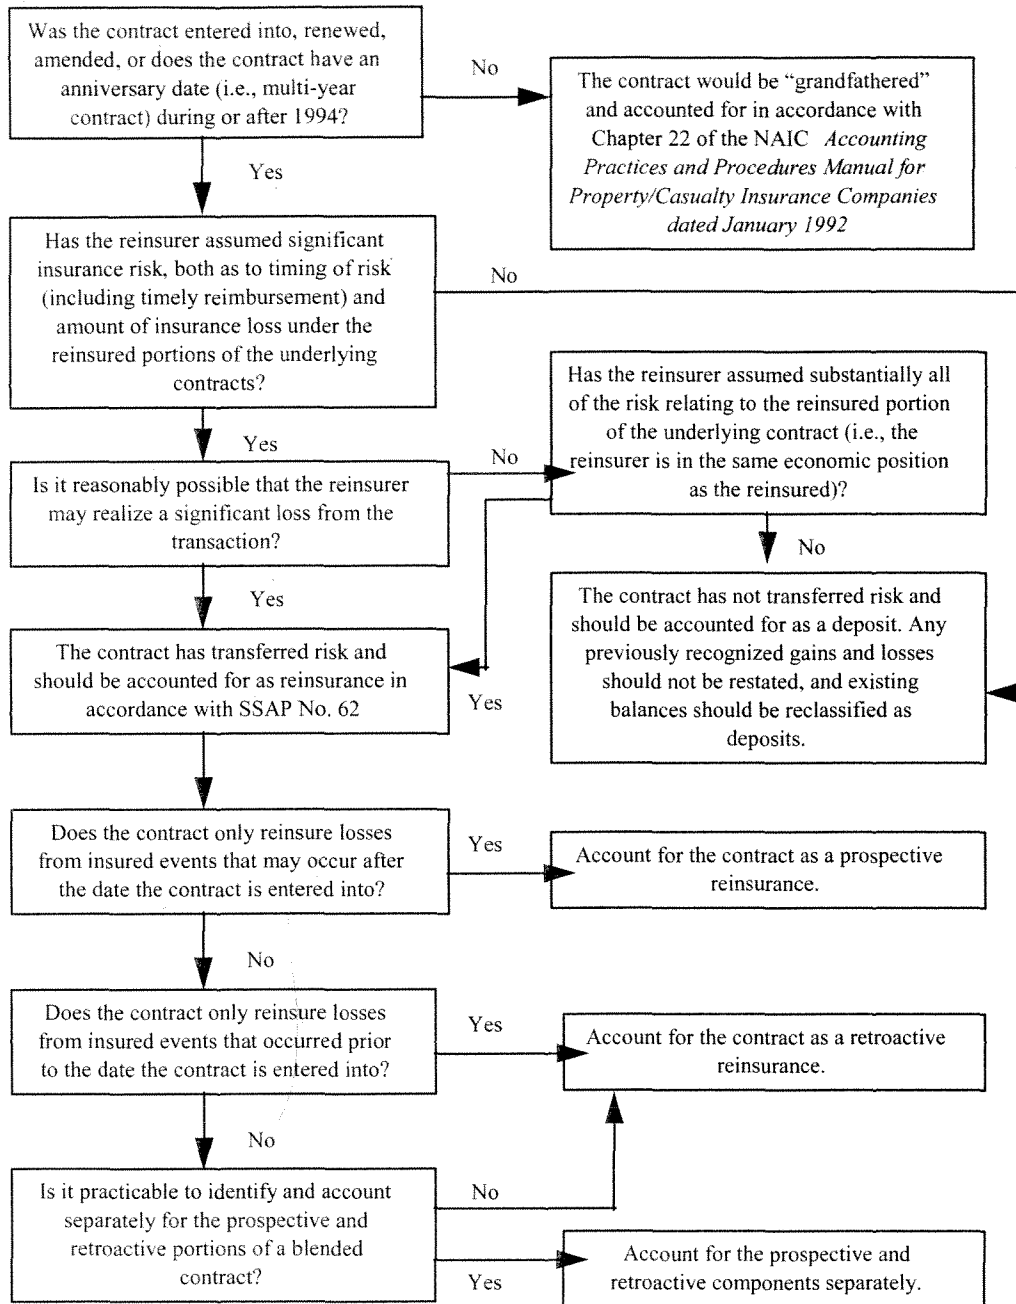 Was the contract entered into, renewed,
amended, or does the contract have an
anniversary date (i.e., multi-year
contract) during or after 1994?
No
The contract would be “grandfathered”
and accounted for in accordance with
Chapter 22 of the NAIC Accounting
Practices and Procedures Manual for
Property/Casualty Insurance Companies
dated January 1992
Yes
Has the reinsurer assumed significant
insurance risk, both as to timing of risk
(including timely reimbursement) and
amount of insurance loss under the
reinsured portions of the underlying
contracts?
No
Has the reinsurer assumed substantially all
of the risk relating to the reinsured portion
of the underlying contract (i.e., the
reinsurer is in the same economic position
as the reinsured)?
Yes
No
Is it reasonably possible that the reinsurer
may realize a significant loss from the
transaction?
No
Yes
The contract has not transferred risk and
should be accounted for as a deposit. Any
previously recognized gains and losses
should not be restated, and existing
balances should be reclassified as
deposits.
The contract has transferred risk and
should be accounted for as reinsurance in
accordance with SSAP No. 62
Yes
Does the contract only reinsure losses
from insured events that may occur after
the date the contract is entered into?
Yes
Account for the contract as a prospective
reinsurance.
No
Does the contract only reinsure losses
from insured events that occurred prior
to the date the contract is entered into?
Yes
Account for the contract as a retroactive
reinsurance.
No
Is it practicable to identify and account
separately for the prospective and
retroactive portions of a blended
contract?
No
Yes
Account for the prospective and
retroactive components separately.